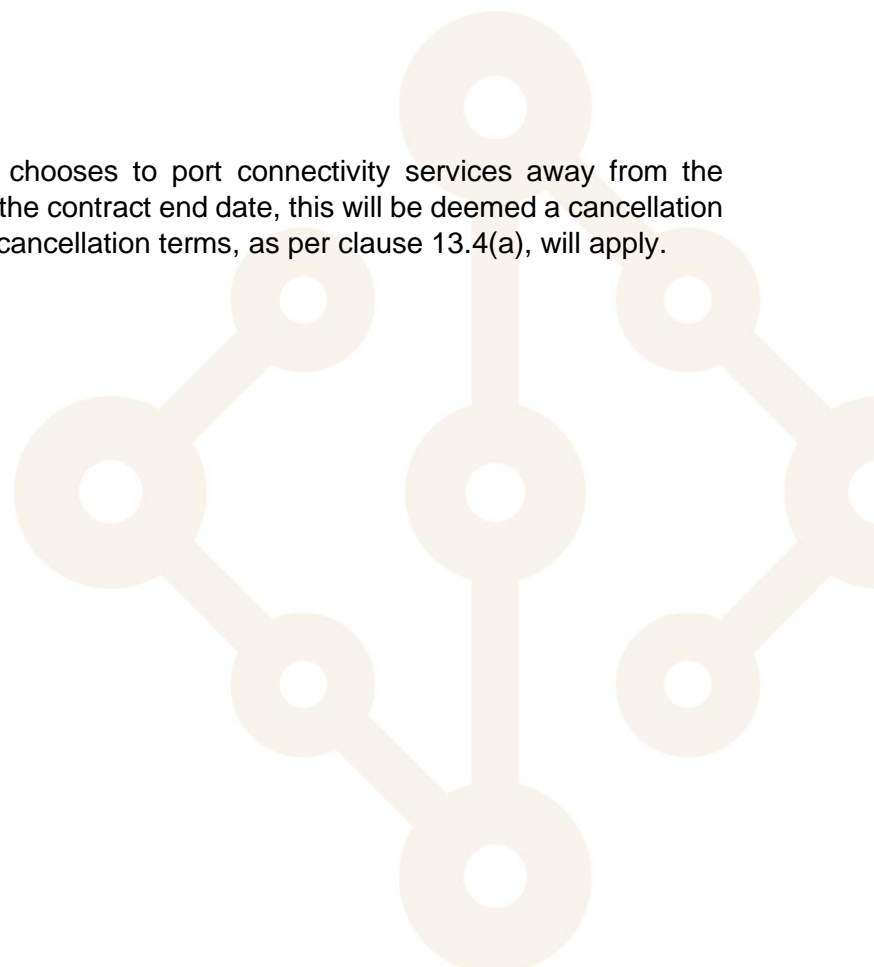 chooses to port connectivity services away from the
the contract end date, this will be deemed a cancellation
cancellation terms, as per clause 13.4(a), will apply.